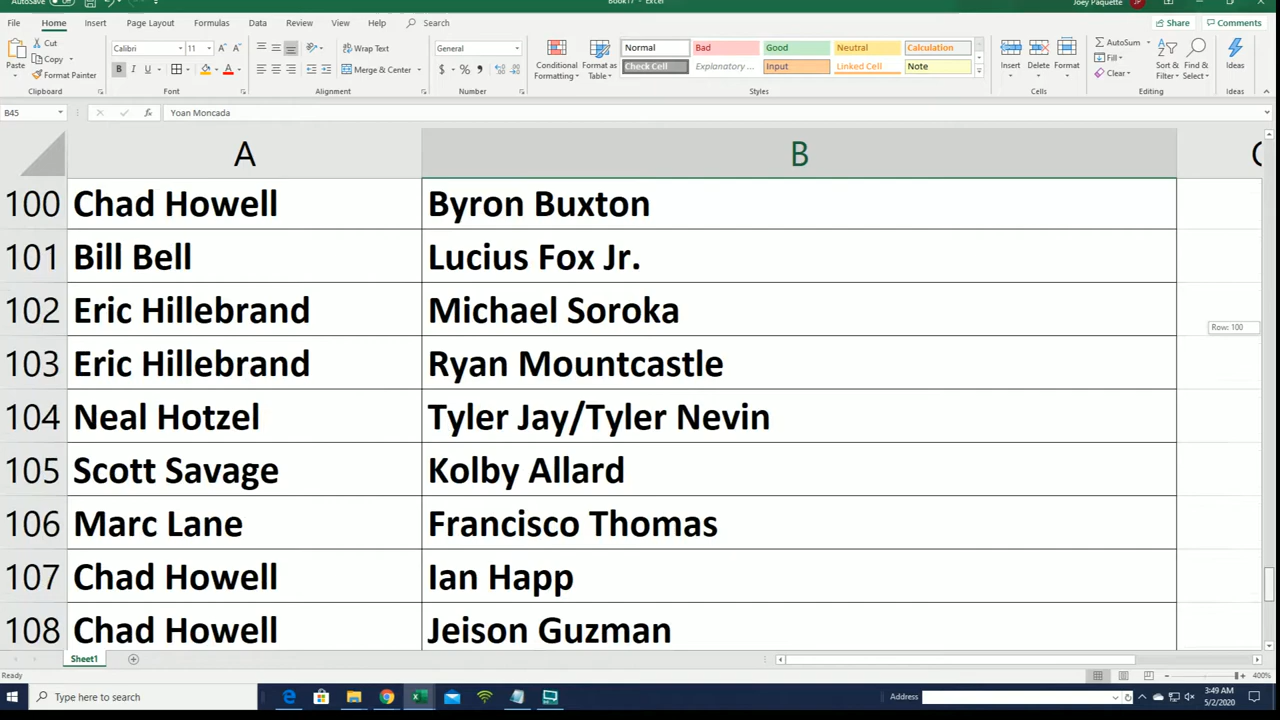 AutoSave Off Book17 - Excel Joey Paquette JP
File Home Insert Page Layout Formulas Data Review View Help Search Share Comments
Paste Cut Copy Format Painter Clipboard
Calibri 11 A A B I U A Font
Wrap Text Merge & Center Alignment
General $ % , Number
Conditional Formatting Format as Table
Normal Bad Good Neutral Calculation
Check Cell Explanatory ... Input Linked Cell Note
Styles
Insert Delete Format Cells
AutoSum Fill Clear Sort & Filter Find & Select Editing
Ideas Ideas
B45 fx Yoan Moncada
A B
100 Chad Howell Byron Buxton
101 Bill Bell Lucius Fox Jr.
102 Eric Hillebrand Michael Soroka
Row: 100
103 Eric Hillebrand Ryan Mountcastle
104 Neal Hotzel Tyler Jay/Tyler Nevin
105 Scott Savage Kolby Allard
106 Marc Lane Francisco Thomas
107 Chad Howell Ian Happ
108 Chad Howell Jeison Guzman
Sheet1
Ready 400%
Type here to search Address 3:49 AM
5/2/2020